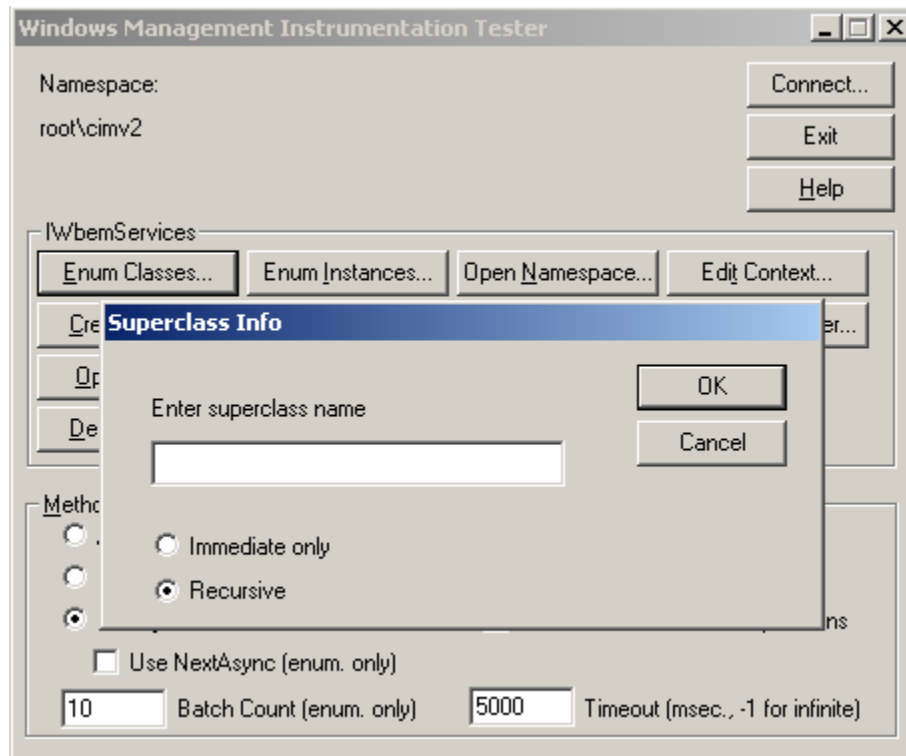 Windows Management Instrumentation Tester
Namespace:
Connect...
root\cimv2
Exit
Help
IWbemServices
Enum Classes...
Enum Instances...
Open Namespace...
Edit Context...
Superclass Info
Enter superclass name
OK
Cancel
Immediate only
Recursive
Use NextAsync (enum. only)
10
Batch Count (enum. only)
5000
Timeout (msec., -1 for infinite)